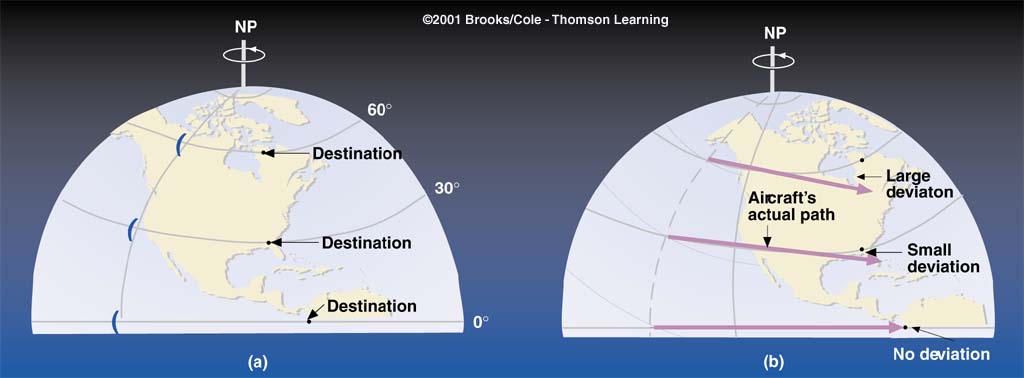 ©2001 Brooks/Cole - Thomson Learning
NP
60°
Destination
30°
Destination
Destination
0°
(a)
NP
Large
deviaton
Aircraft's
actual path
Small
deviation
No deviation
(b)